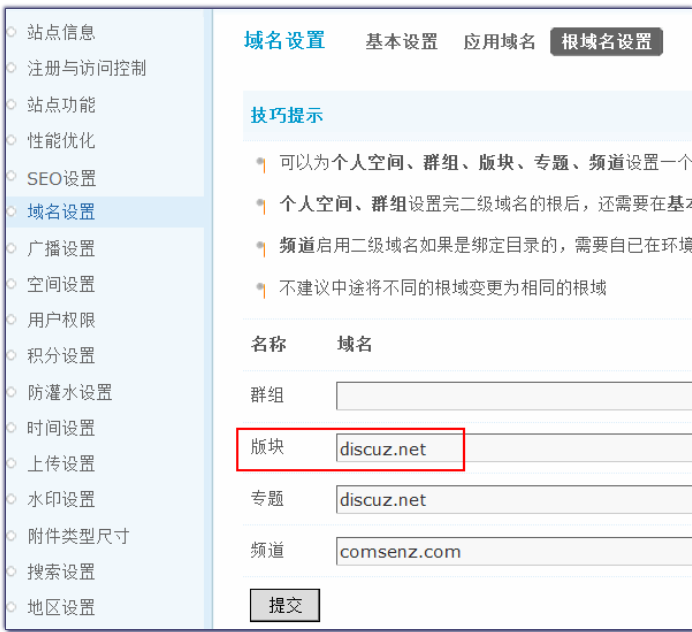 站点信息
注册与访问控制
站点功能
性能优化
SEO设置
域名设置
广播设置
空间设置
用户权限
积分设置
防灌水设置
时间设置
上传设置
水印设置
附件类型尺寸
搜索设置
地区设置
域名设置 基本设置 应用域名 根域名设置
技巧提示
可以为个人空间、群组、版块、专题、频道设置一个
个人空间、群组设置完二级域名的根后，还需要在基本
频道启用二级域名如果是绑定目录的，需要自已在环境
不建议中途将不同的根域变更为相同的根域
名称 域名
群组
版块 discuz.net
专题 discuz.net
频道 comsenz.com
提交